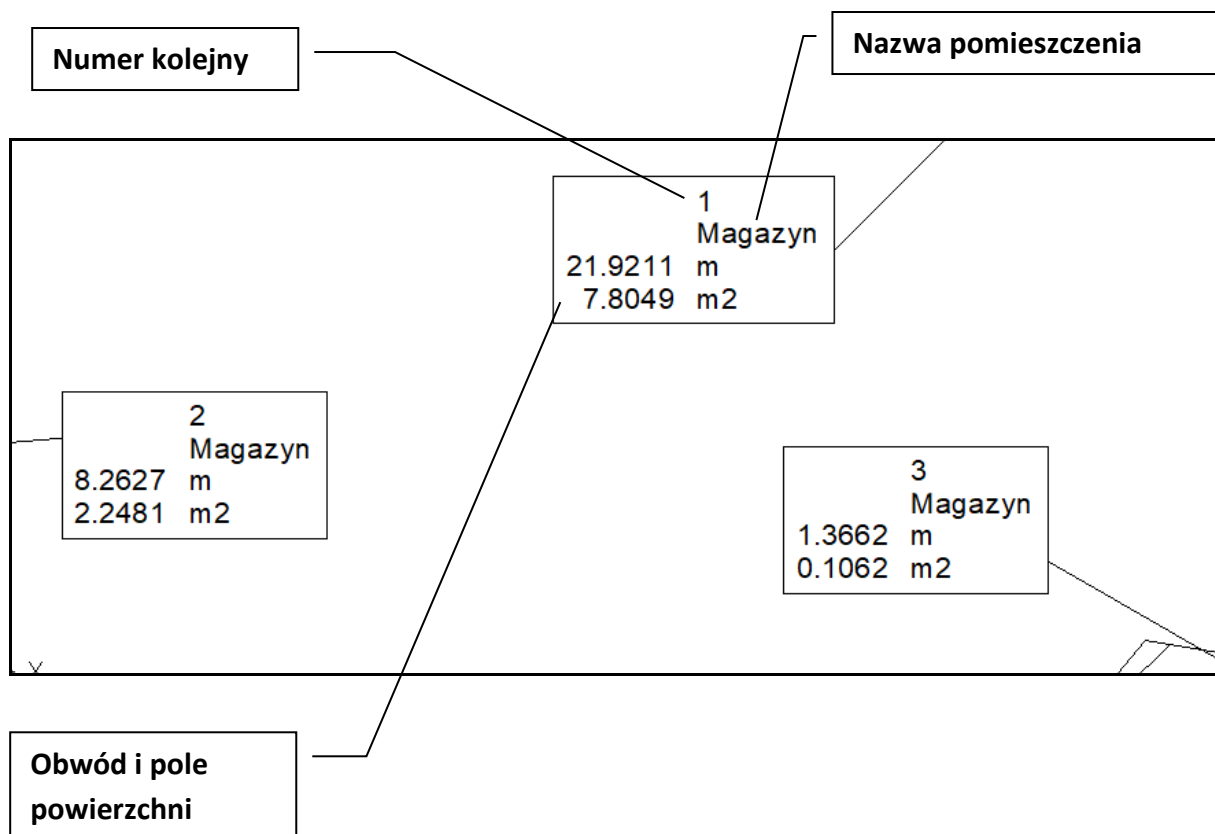 Numer kolejny
Nazwa pomieszczenia
1
Magazyn
21.9211 m
7.8049 m2
2
Magazyn
8.2627 m
2.2481 m2
3
Magazyn
1.3662 m
0.1062 m2
Obwód i pole
powierzchni